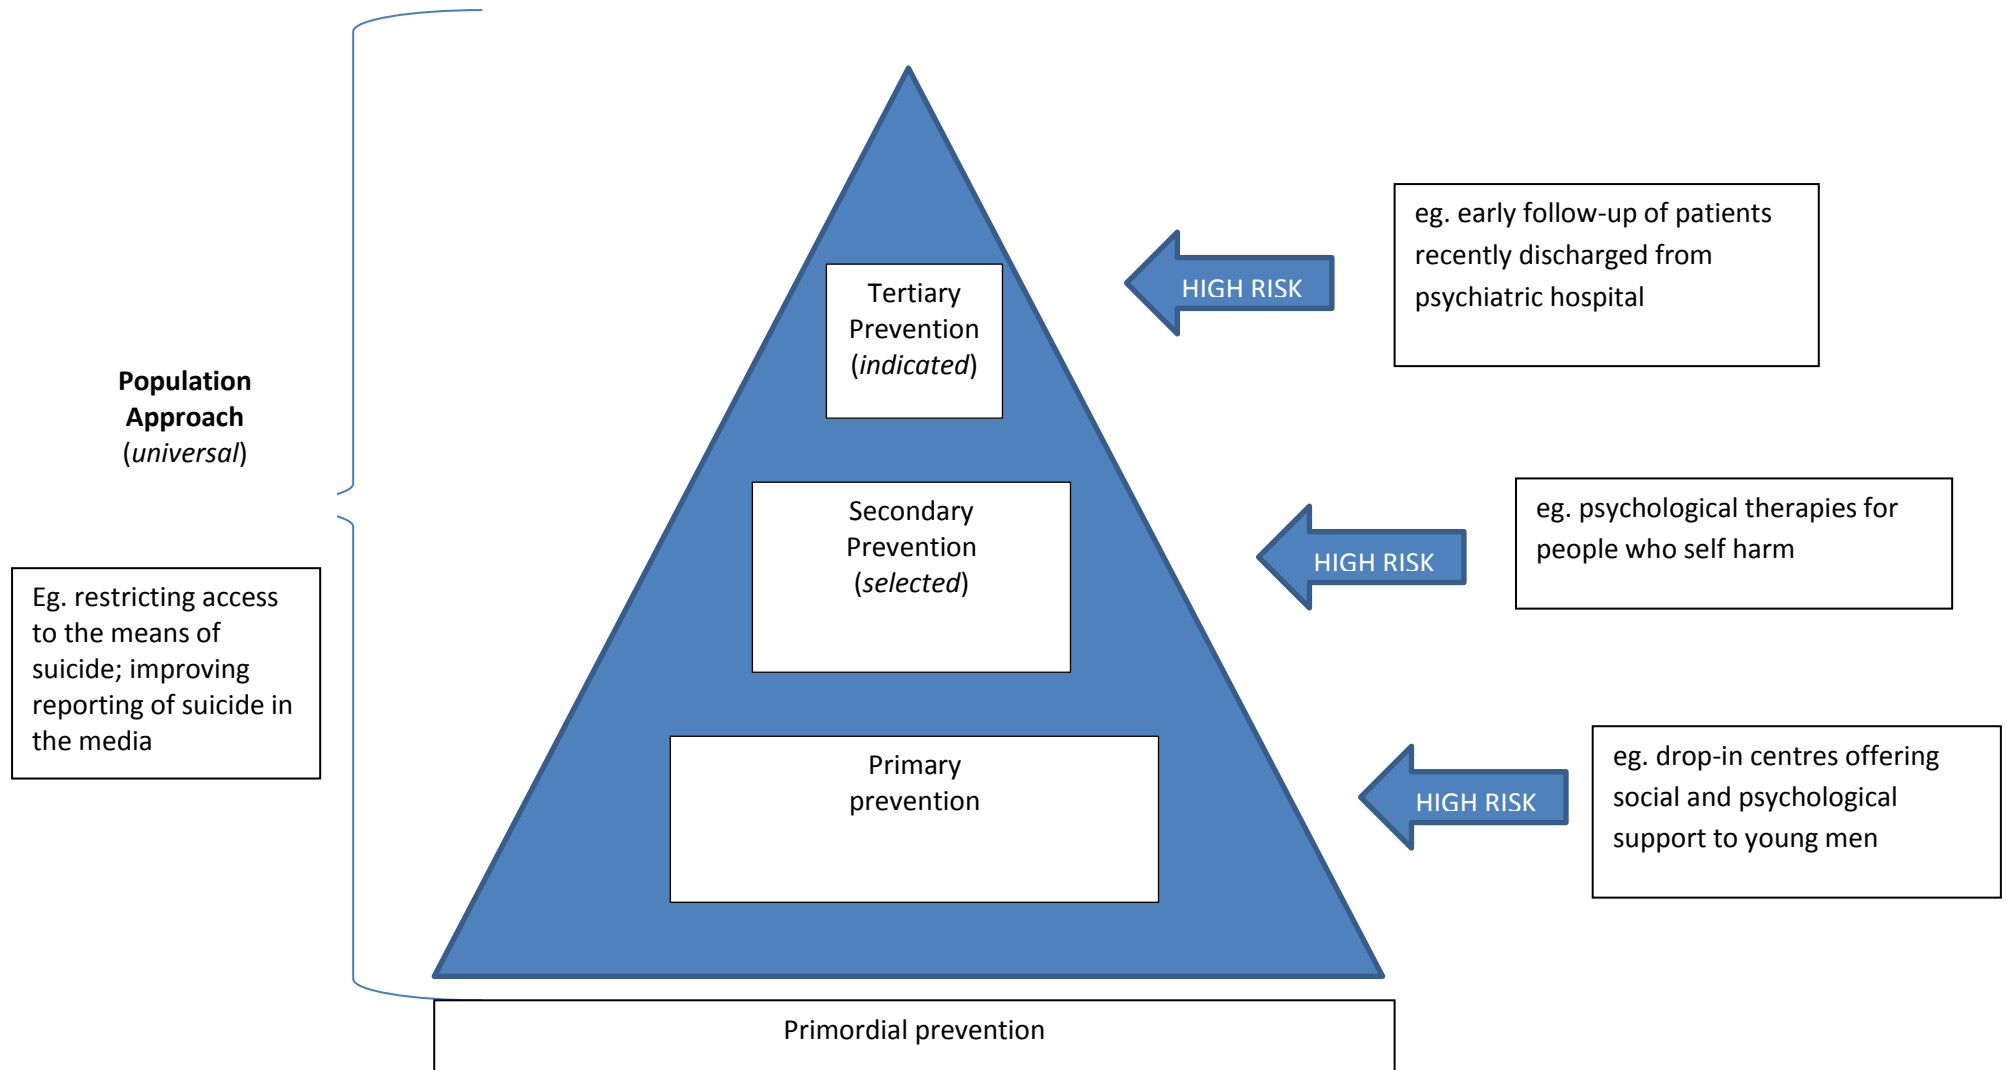 Population
Approach
(universal)
Eg. restricting access
to the means of
suicide; improving
reporting of suicide in
the media
Tertiary
Prevention
(indicated)
HIGH RISK
eg. early follow-up of patients
recently discharged from
psychiatric hospital
Secondary
Prevention
(selected)
HIGH RISK
eg. psychological therapies for
people who self harm
Primary
prevention
HIGH RISK
eg. drop-in centres offering
social and psychological
support to young men
Primordial prevention